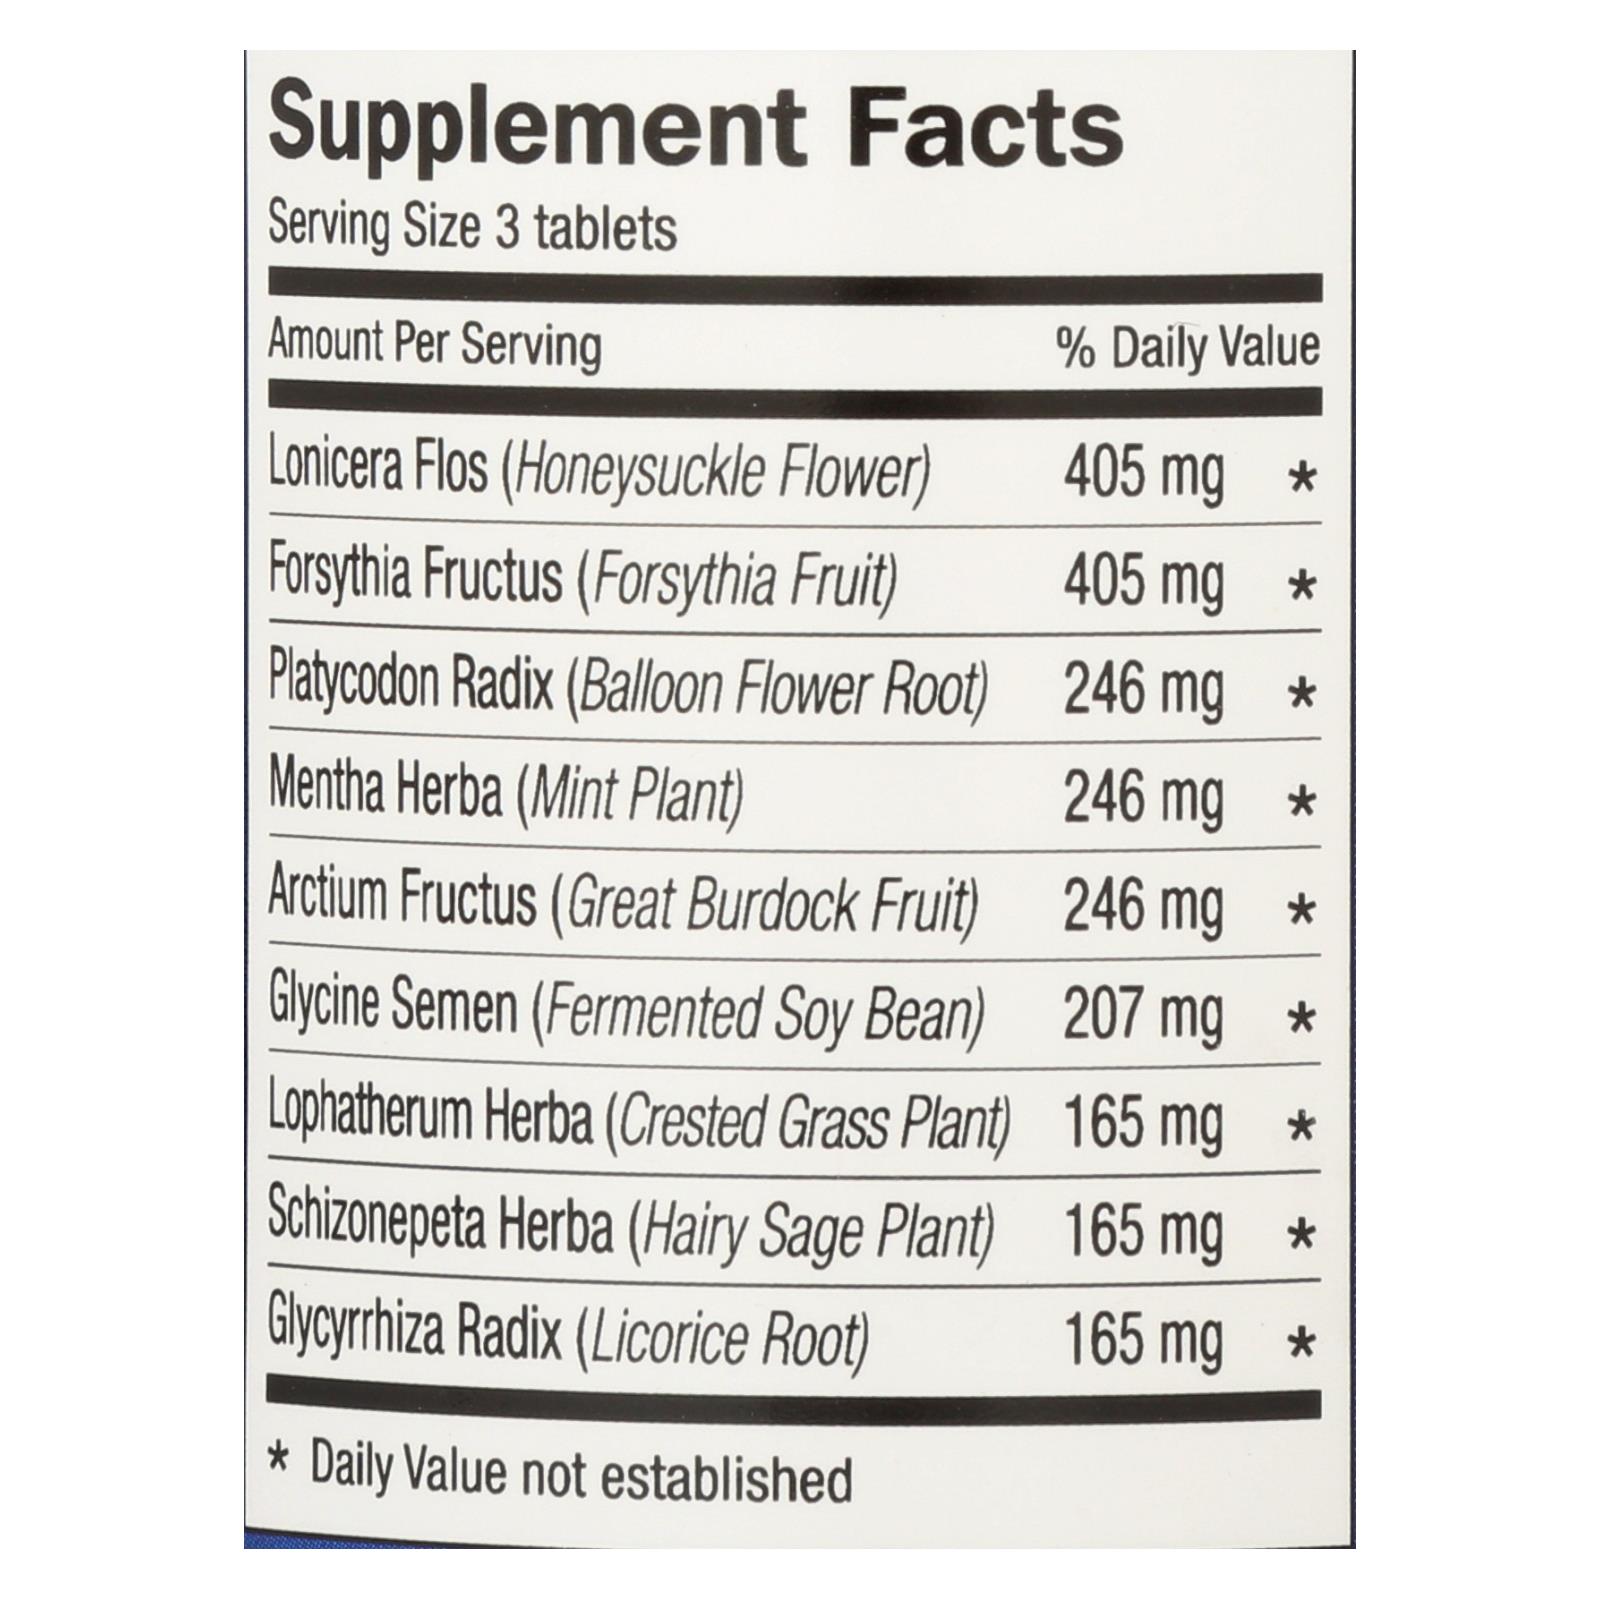 Supplement Facts
Serving Size 3 tablets
Amount Per Serving % Daily Value
Lonicera Flos (Honeysuckle Flower) 405 mg *
Forsythia Fructus (Forsythia Fruit) 405 mg *
Platycodon Radix (Balloon Flower Root) 246 mg *
Mentha Herba (Mint Plant) 246 mg *
Arctium Fructus (Great Burdock Fruit) 246 mg *
Glycine Semen (Fermented Soy Bean) 207 mg *
Lophatherum Herba (Crested Grass Plant) 165 mg *
Schizonepeta Herba (Hairy Sage Plant) 165 mg *
Glycyrrhiza Radix (Licorice Root) 165 mg *
* Daily Value not established